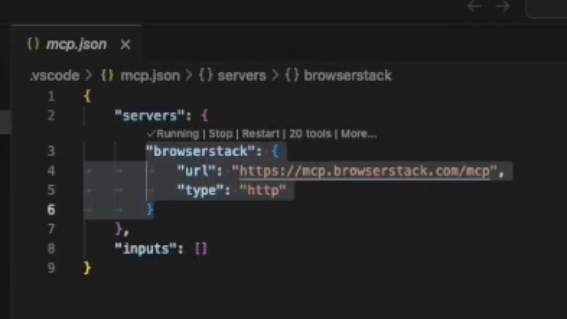 {} mcp.json ×
.vscode > {} mcp.json > {} servers > {} browserstack
1 {
2 "servers": {
✓Running | Stop | Restart | 20 tools | More...
3 "browserstack": {
4 "url": "https://mcp.browserstack.com/mcp",
5 "type": "http"
6 }
7 },
8 "inputs": []
9 }